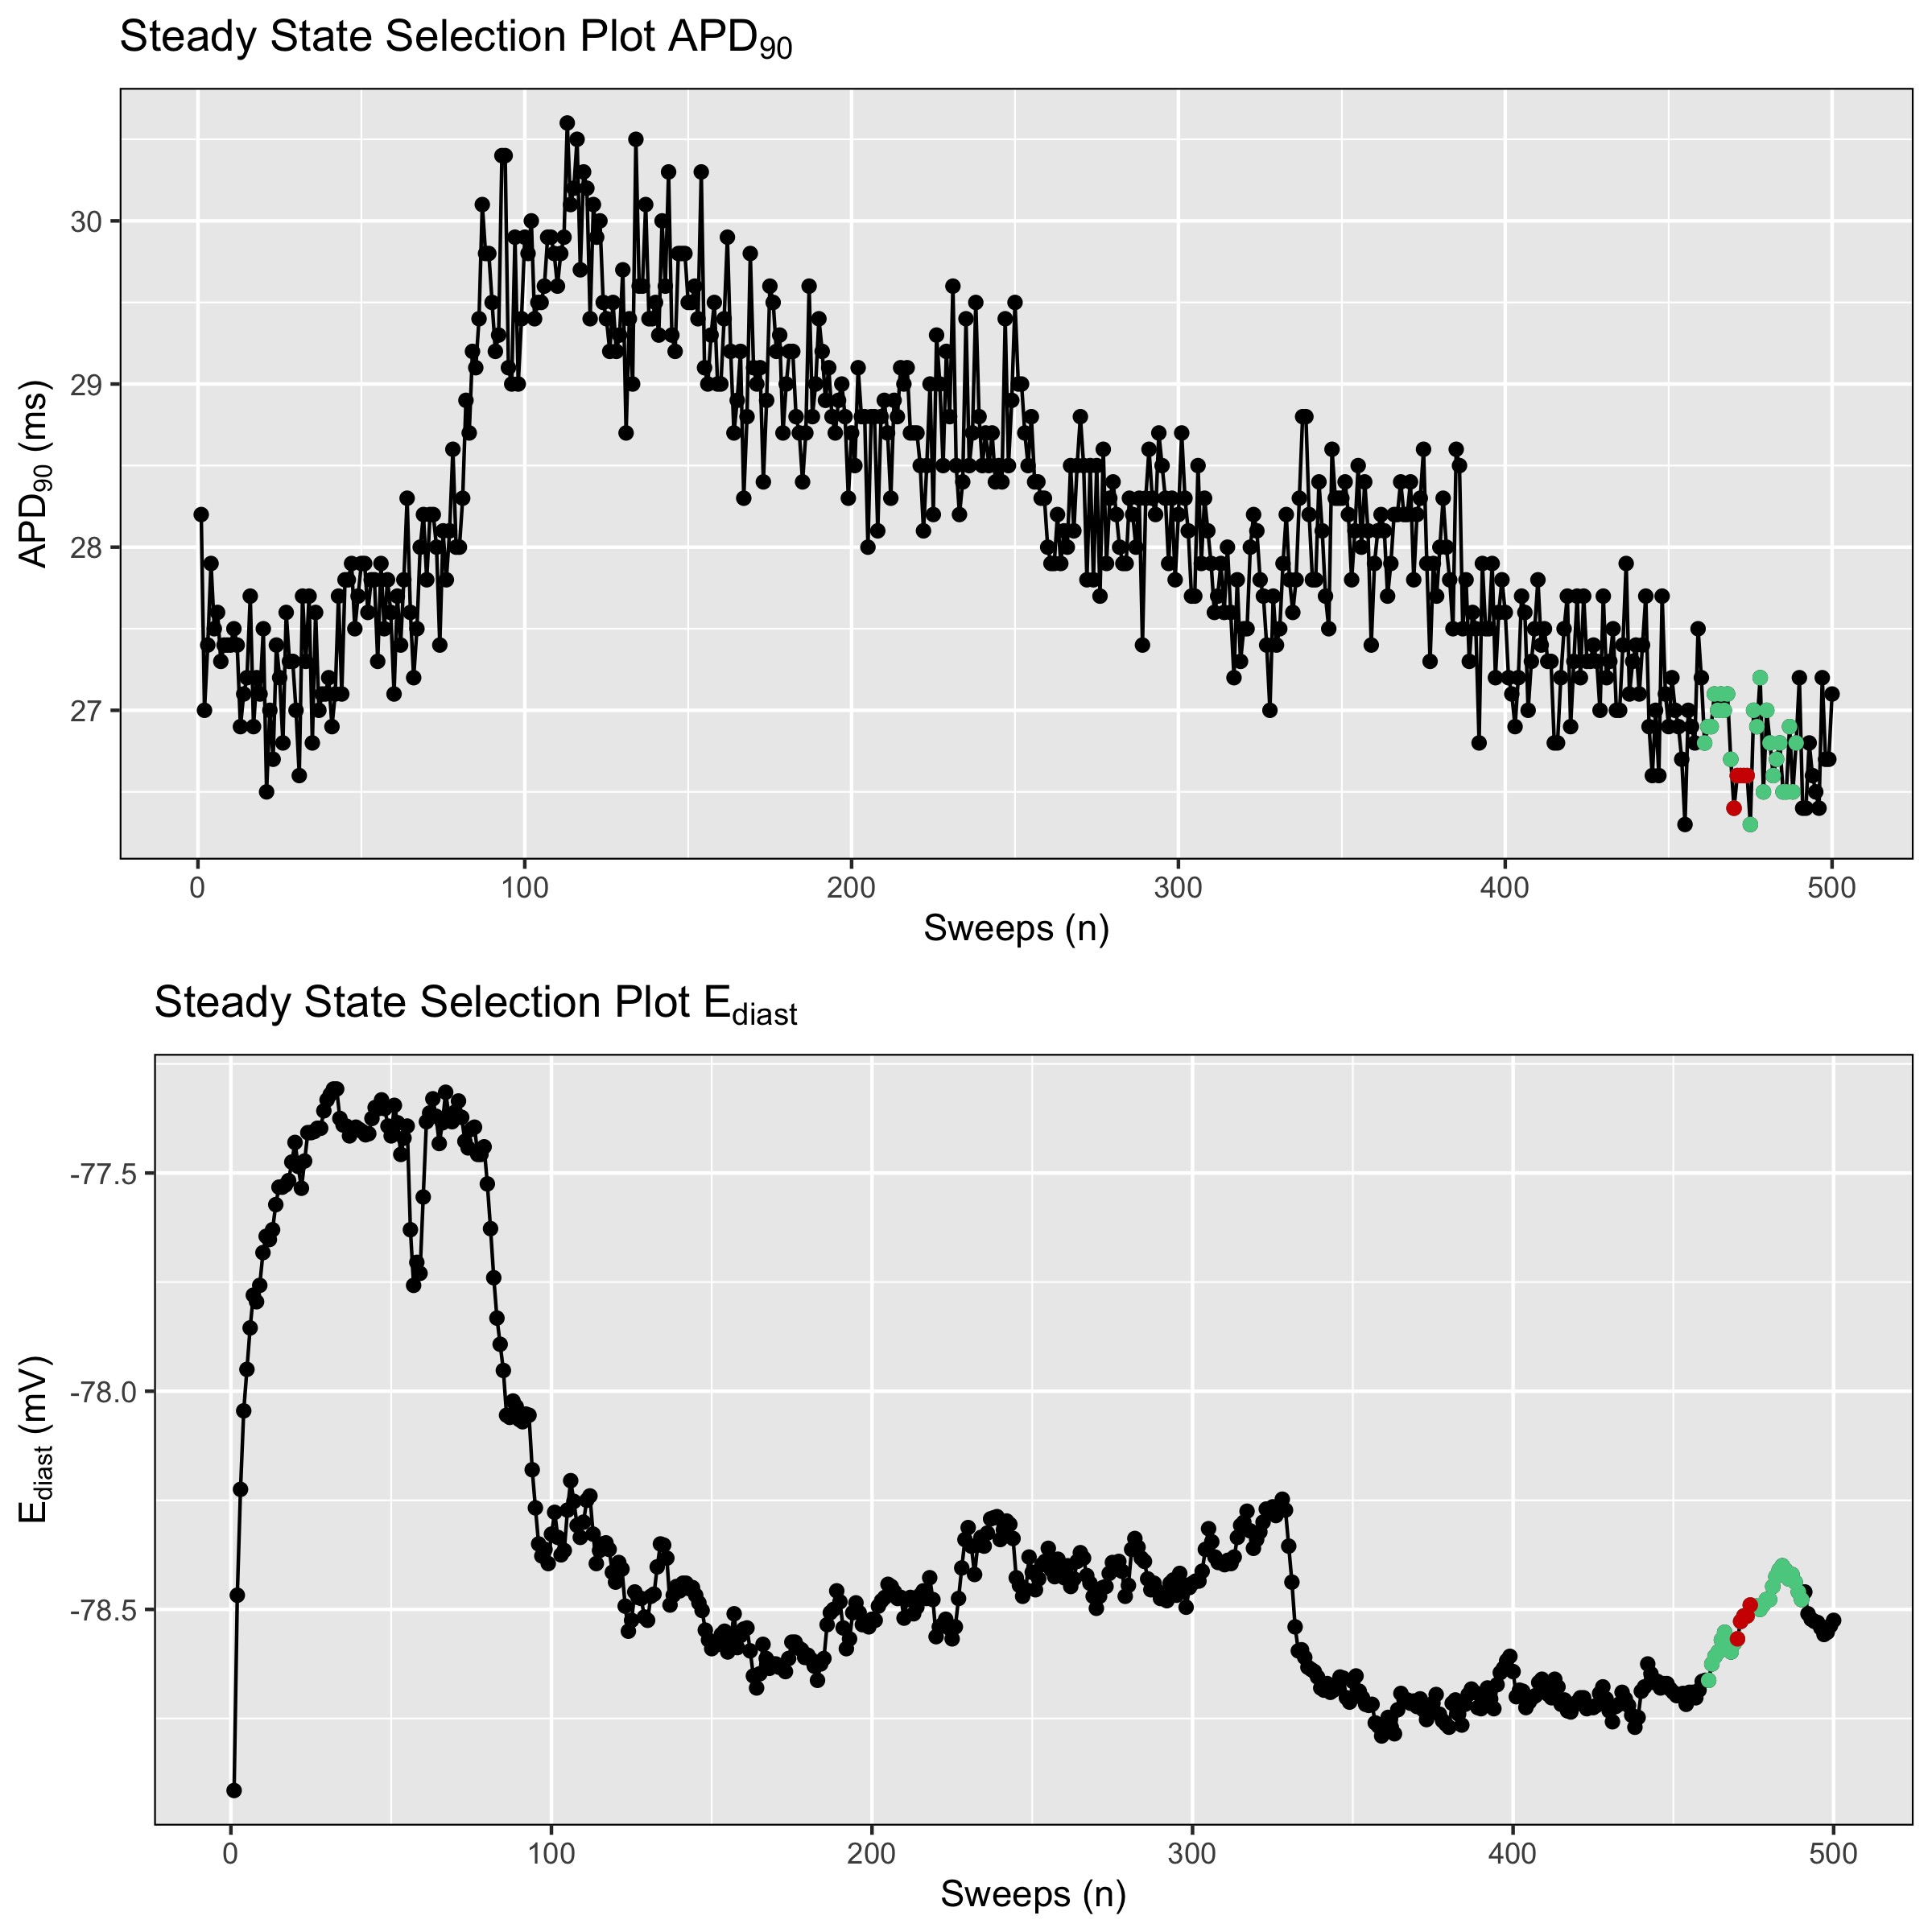 Steady State Selection Plot APD90
APD90 (ms)
30
29
28
27
0 100 200 300 400 500
Sweeps (n)
Steady State Selection Plot Ediast
Ediast (mV)
-77.5
-78.0
-78.5
0 100 200 300 400 500
Sweeps (n)